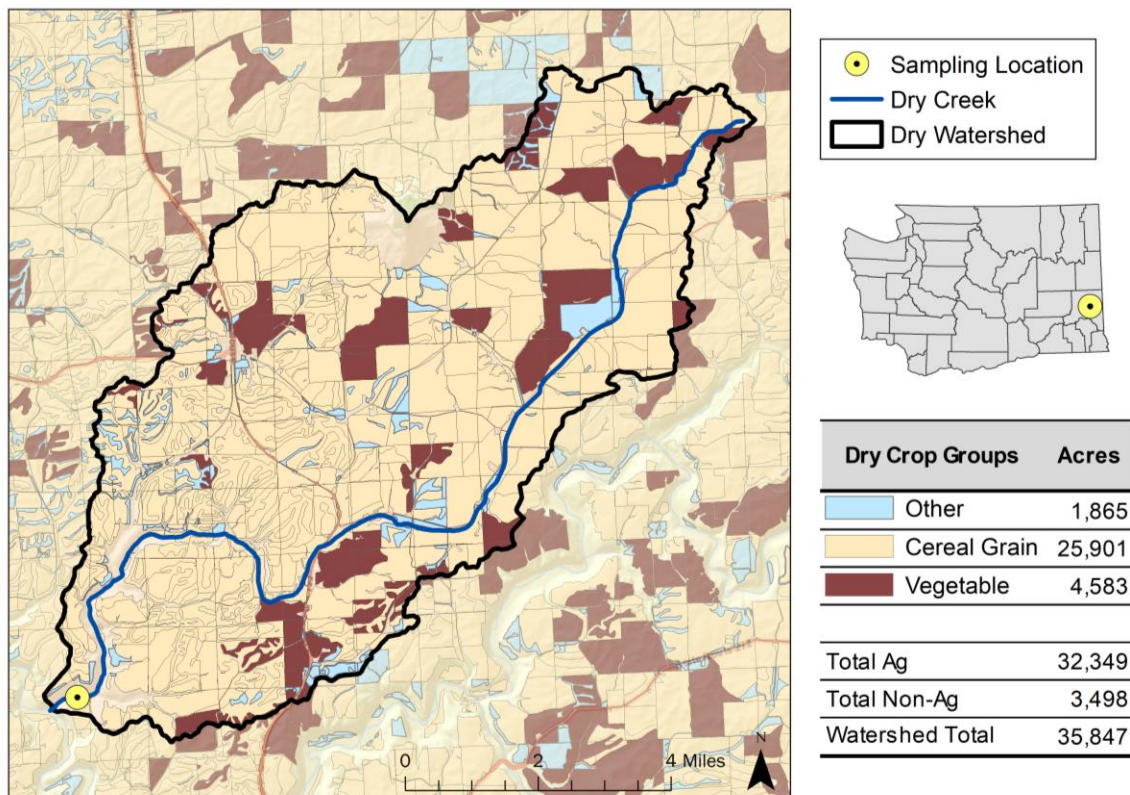 Sampling Location
Dry Creek
Dry Watershed
Dry Crop Groups Acres
Other 1,865
Cereal Grain 25,901
Vegetable 4,583
Total Ag 32,349
Total Non-Ag 3,498
Watershed Total 35,847
N
0 2 4 Miles